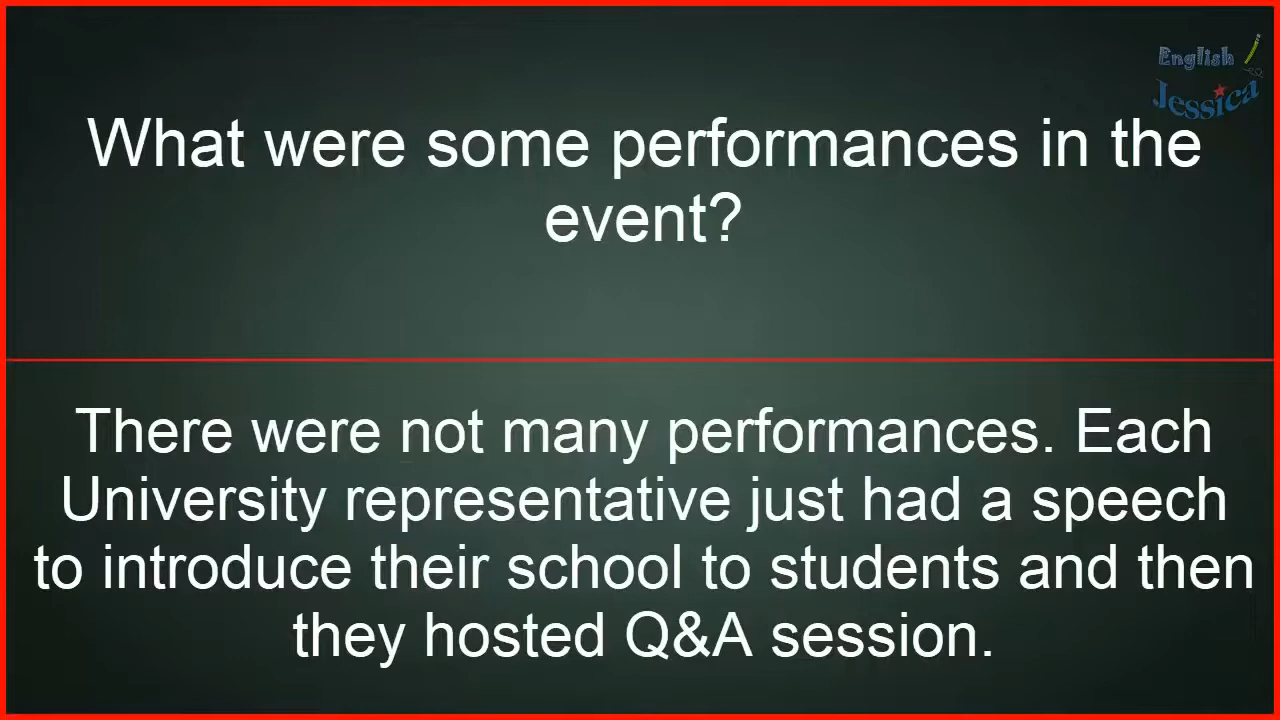 English
Jessica
What were some performances in the
event?
There were not many performances. Each
University representative just had a speech
to introduce their school to students and then
they hosted Q&A session.